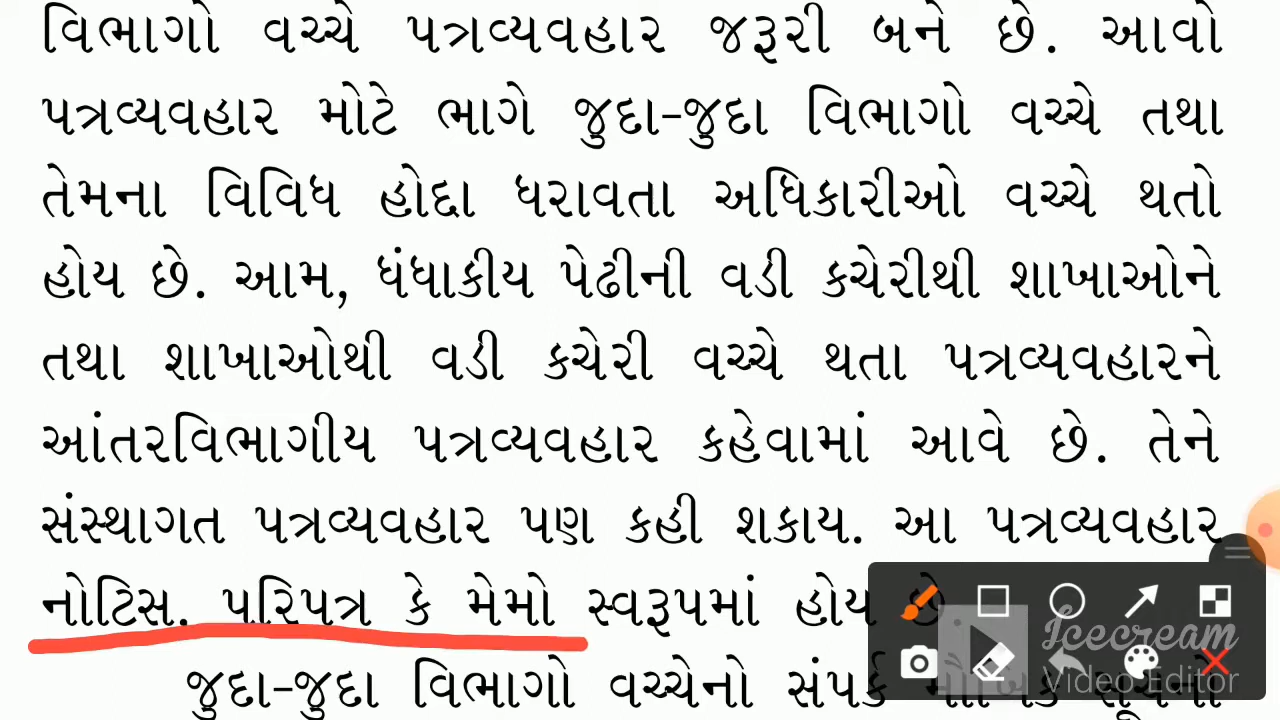 વિભાગો વચ્ચે પત્રવ્યવહાર જરૂરી બને છે. આવો
પત્રવ્યવહાર મોટે ભાગે જુદા-જુદા વિભાગો વચ્ચે તથા
તેમના વિવિધ હોદ્દા ધરાવતા અધિકારીઓ વચ્ચે થતો
હોય છે. આમ, ધંધાકીય પેઢીની વડી કચેરીથી શાખાઓને
તથા શાખાઓથી વડી કચેરી વચ્ચે થતા પત્રવ્યવહારને
આંતરવિભાગીય પત્રવ્યવહાર કહેવામાં આવે છે. તેને
સંસ્થાગત પત્રવ્યવહાર પણ કહી શકાય. આ પત્રવ્યવહાર
નોટિસ. પરિપત્ર કે મેમો સ્વરૂપમાં હોય છે.
જુદા-જુદા વિભાગો વચ્ચેનો સંપર્ક
Icecream
Video Editor